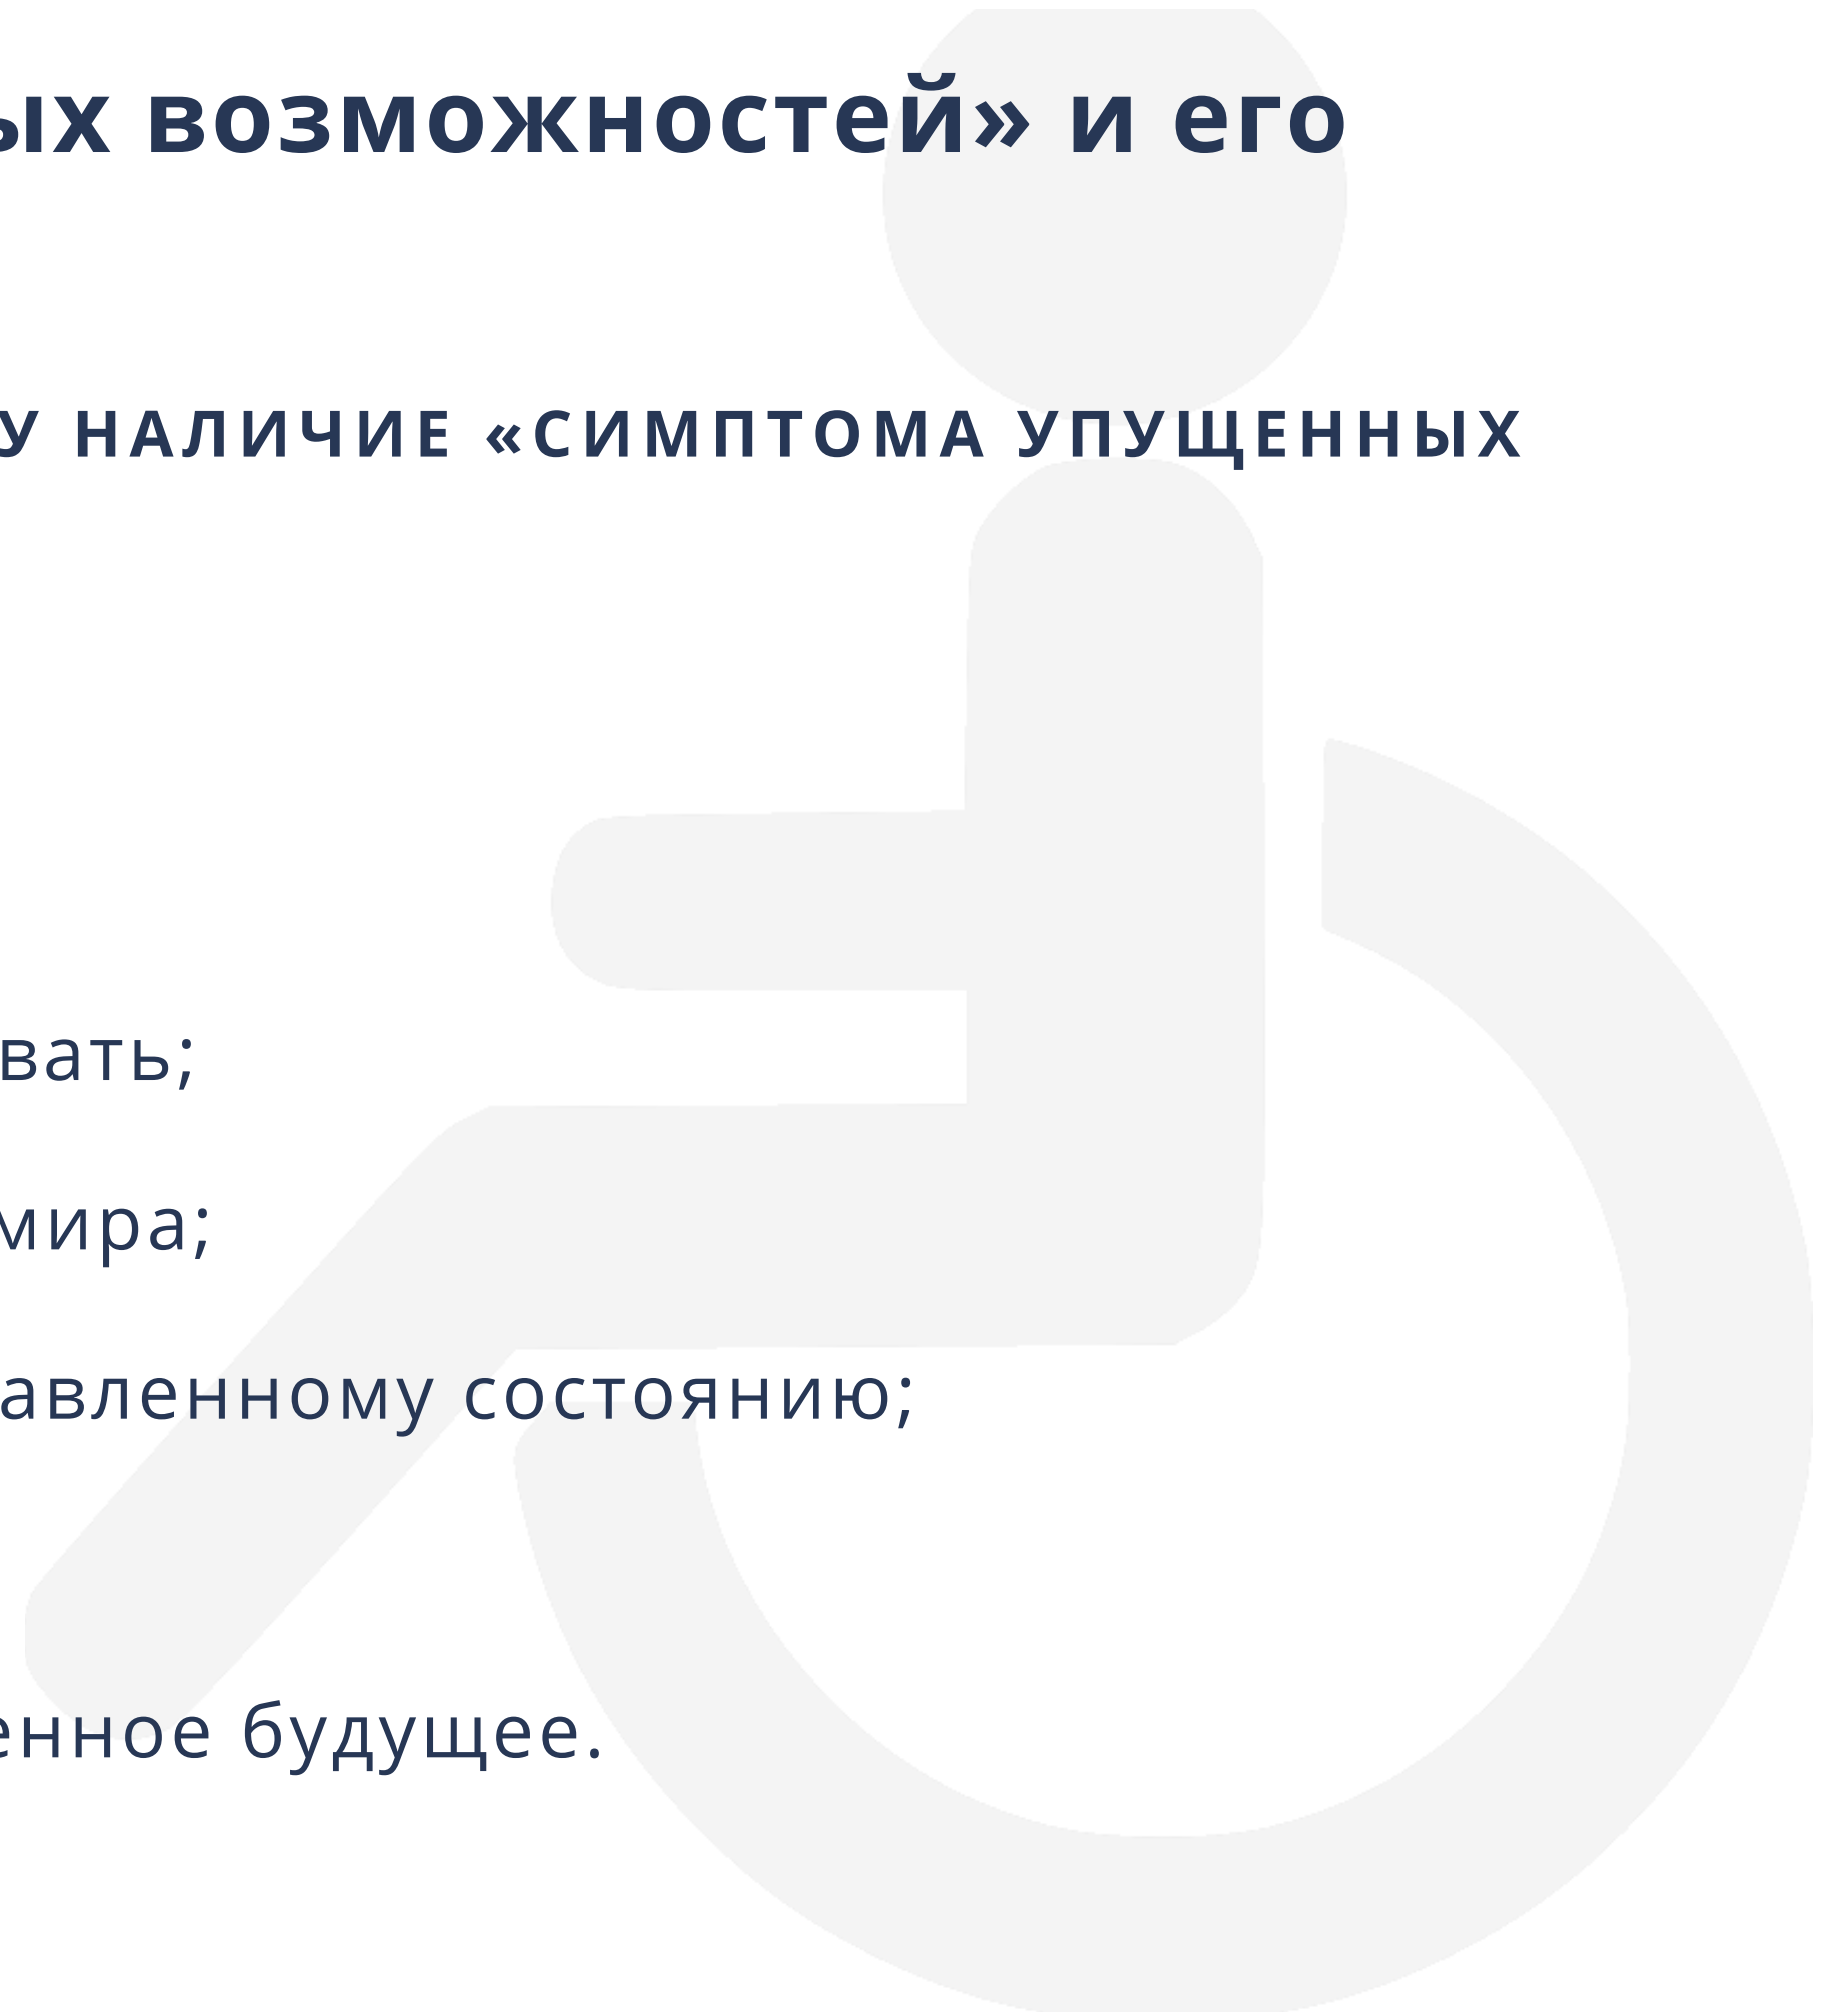 ых возможностей» и его
У НАЛИЧИЕ «СИМПТОМА УПУЩЕННЫХ
вать;
мира;
авленному состоянию;
енное будущее.